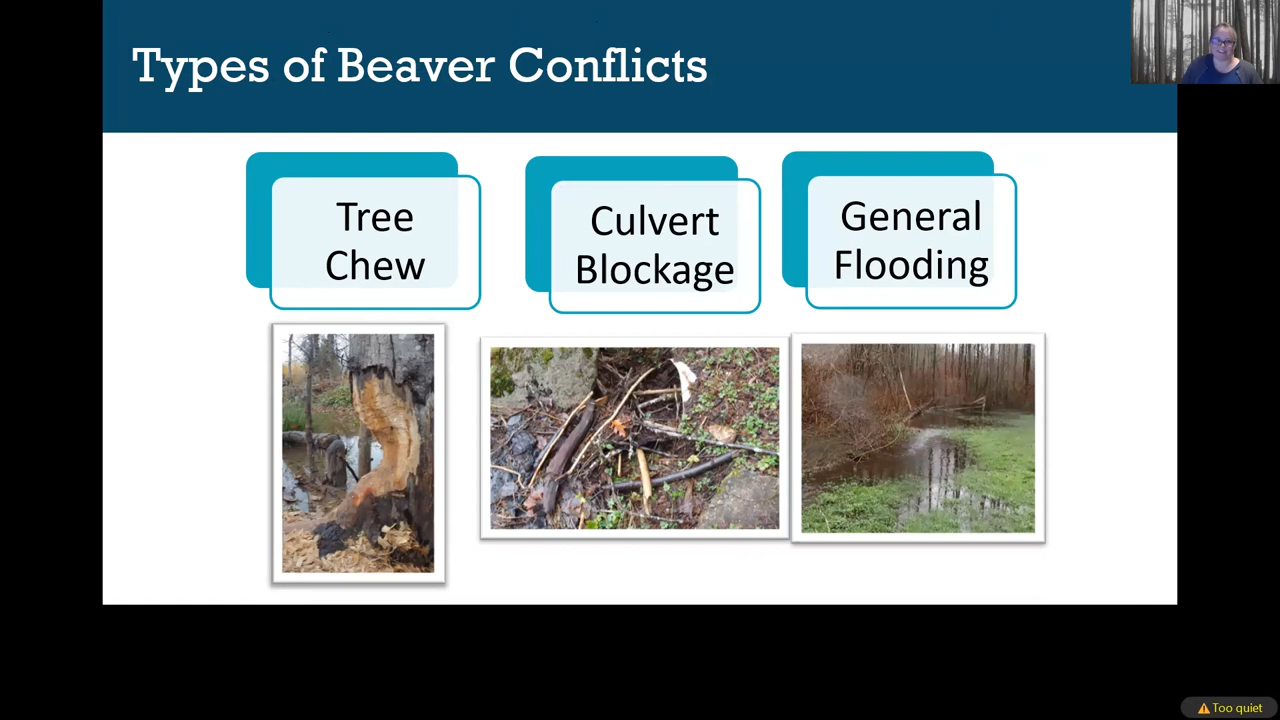 Types of Beaver Conflicts
Tree
Chew
Culvert
Blockage
General
Flooding
Too quiet